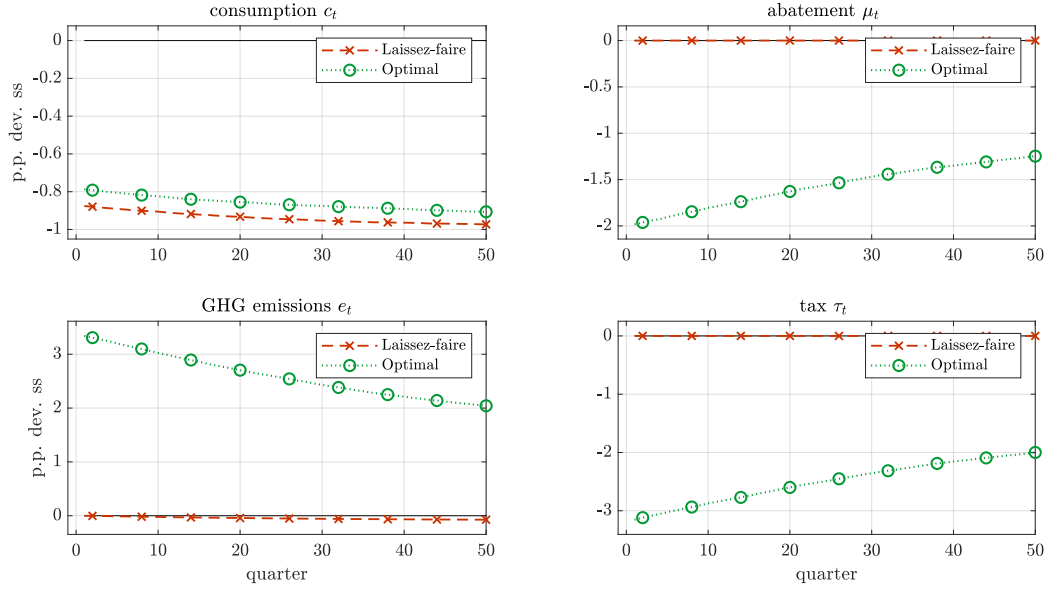 consumption c_t
p.p. dev. ss
0
-0.2
-0.4
-0.6
-0.8
-1
0
10
20
30
40
50
Laissez-faire
Optimal
abatement μ_t
0
-0.5
-1
-1.5
-2
0
10
20
30
40
50
Laissez-faire
Optimal
GHG emissions e_t
p.p. dev. ss
3
2
1
0
0
10
20
30
40
50
quarter
Laissez-faire
Optimal
tax τ_t
0
-1
-2
-3
0
10
20
30
40
50
quarter
Laissez-faire
Optimal